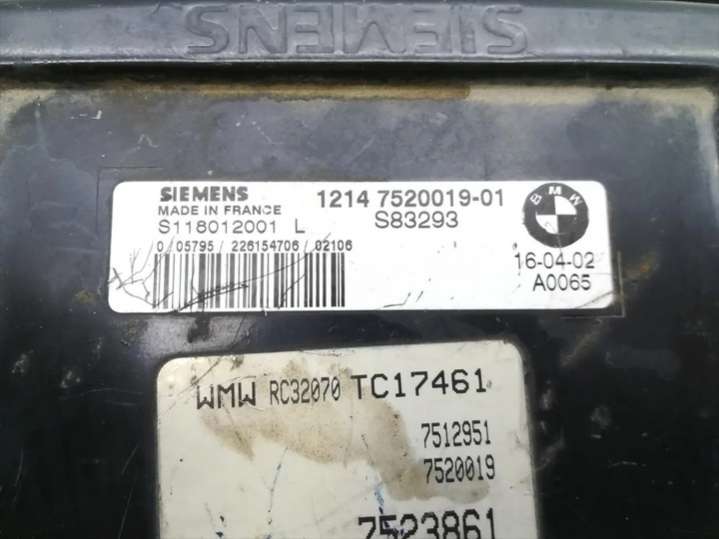 SIEMENS
SIEMENS 1214 7520019-01
MADE IN FRANCE
S118012001 L S83293
0 / 05795 / 226154706 / 02106
BMW
16-04-02
A0065
WMW RC32070 TC17461
7512951
7520019
7523861